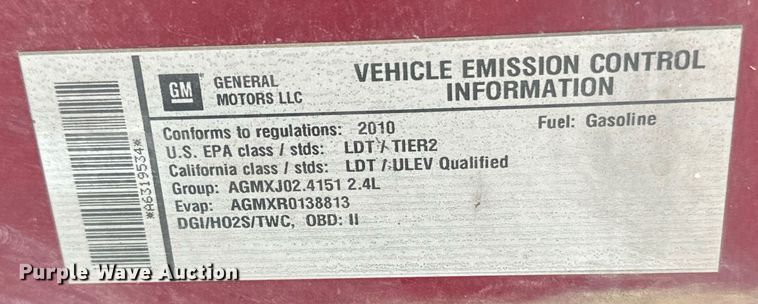 GM
GENERAL
MOTORS LLC
VEHICLE EMISSION CONTROL
INFORMATION
Conforms to regulations: 2010
Fuel: Gasoline
U.S. EPA class / stds: LDT / TIER2
California class / stds: LDT / ULEV Qualified
Group: AGMXJ02.4151 2.4L
Evap: AGMXR0138813
DGI/HO2S/TWC, OBD: II
*A6319534*
Purple Wave Auction